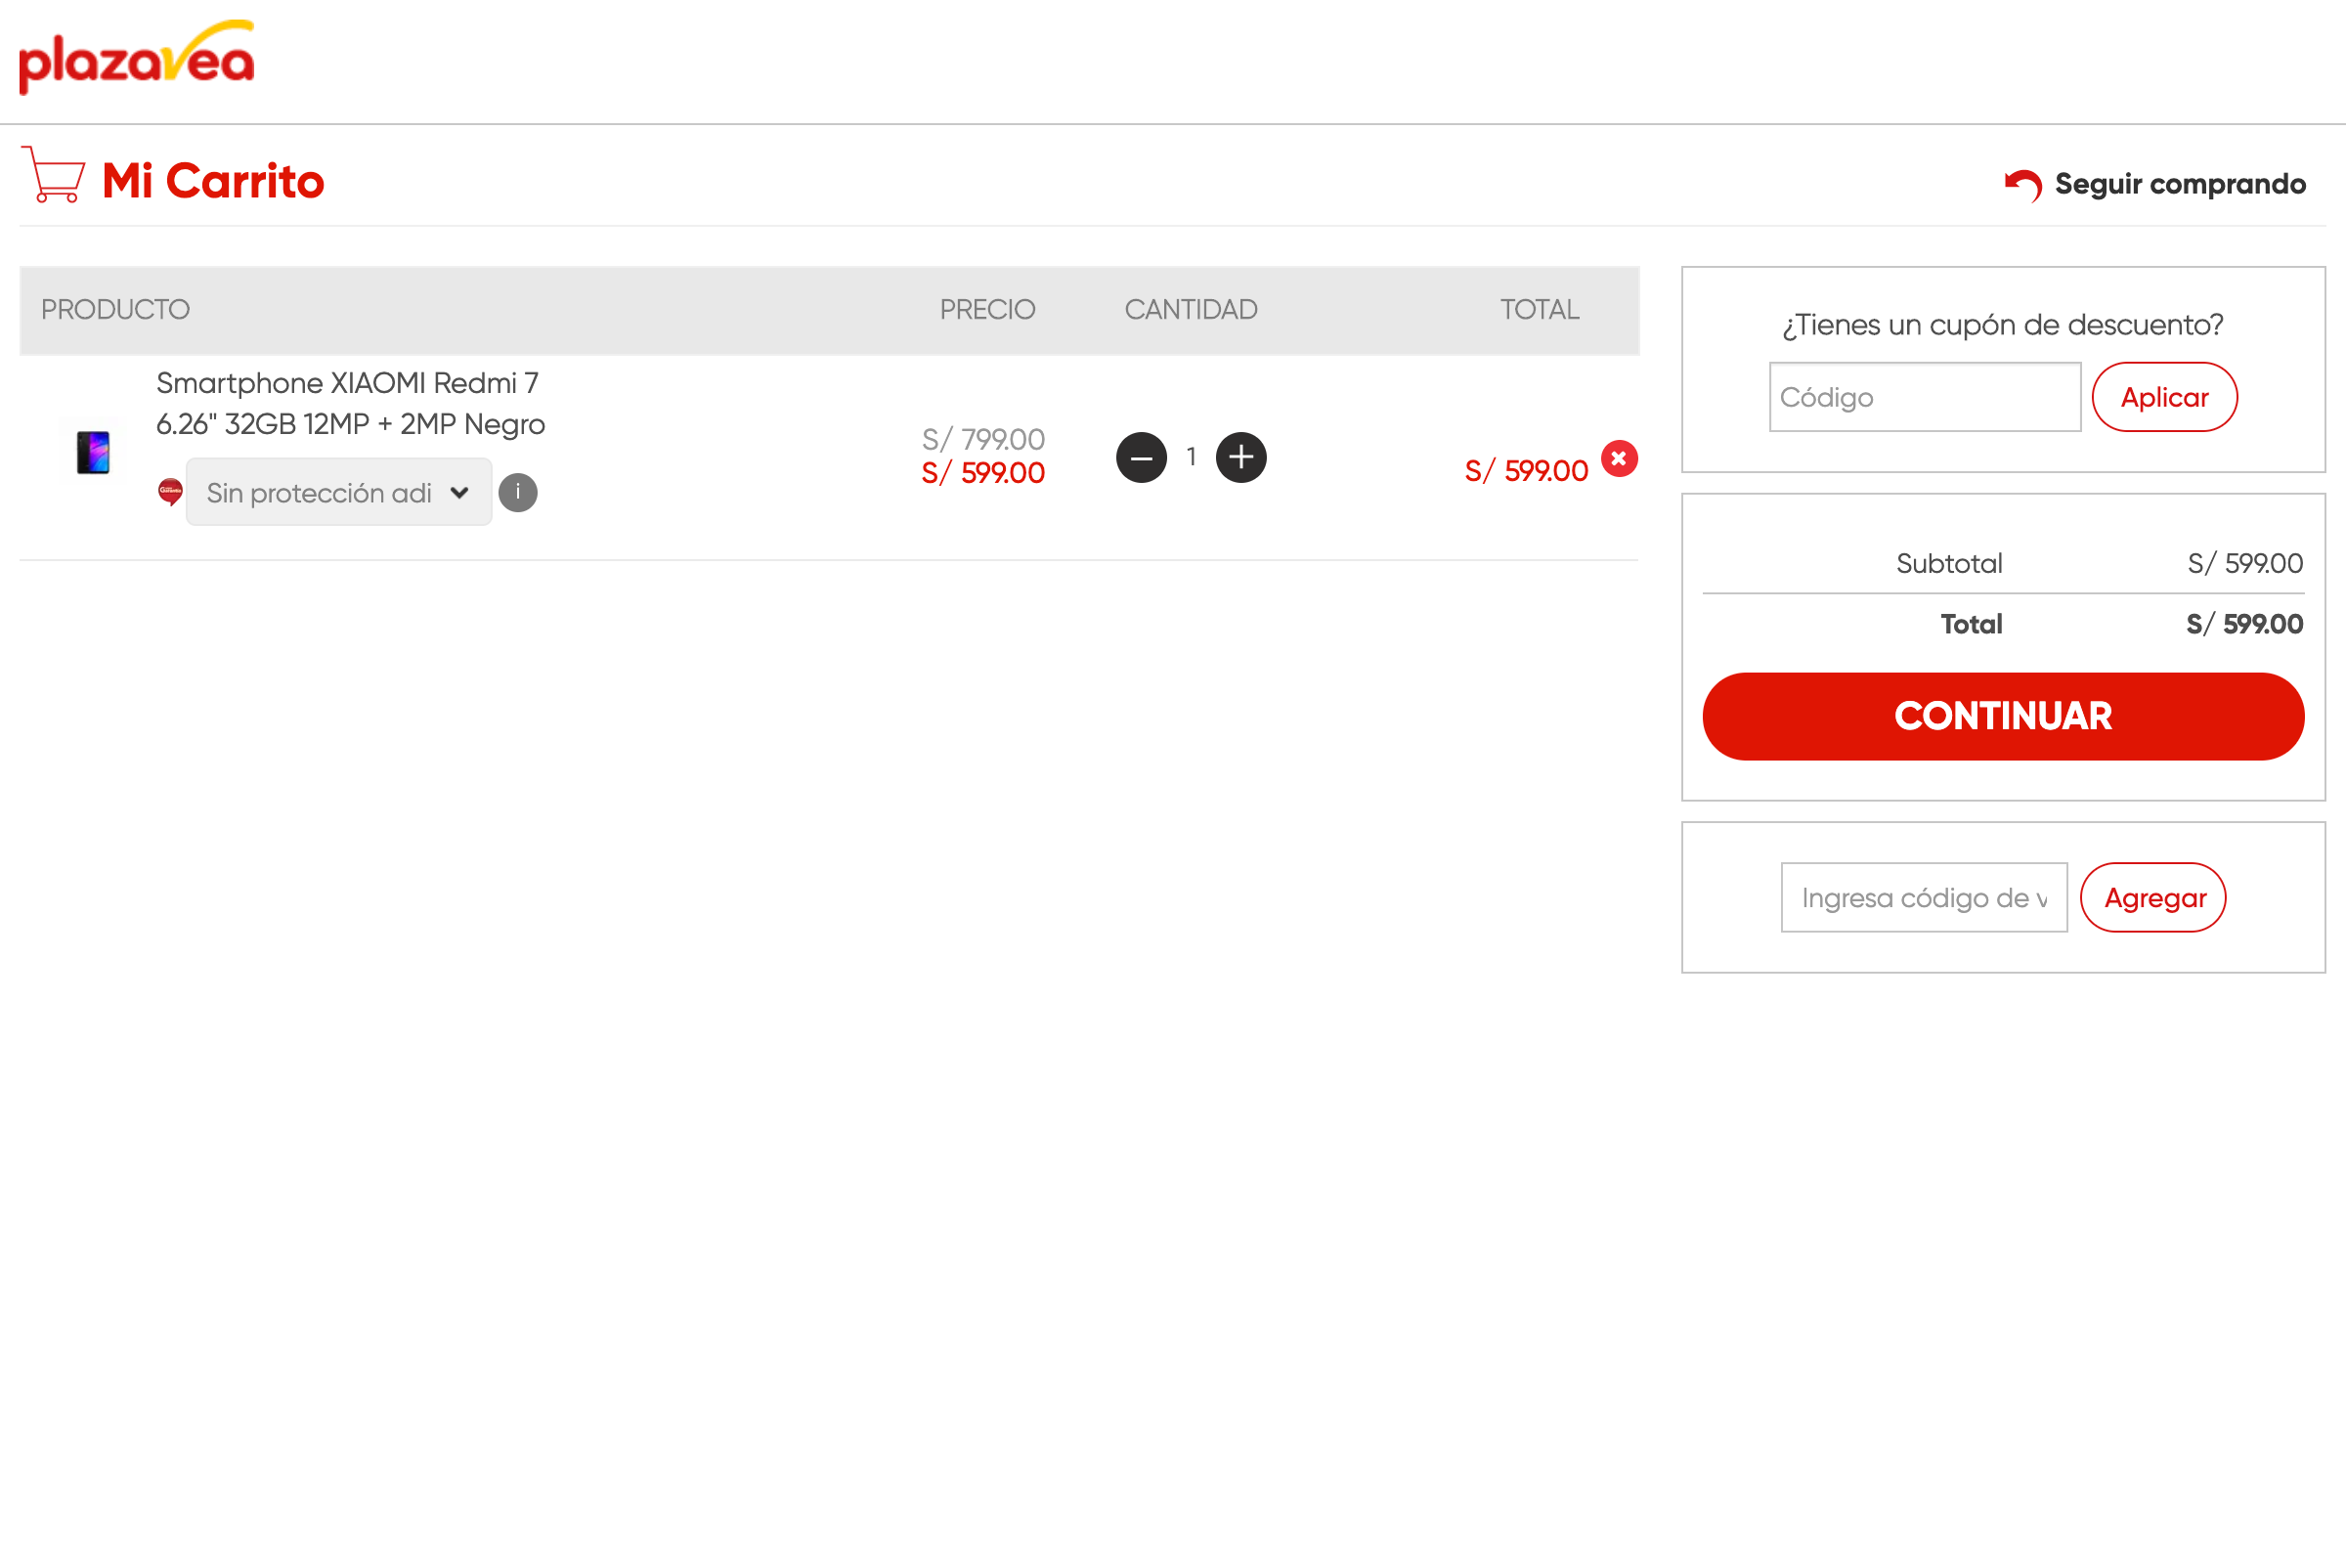 plazavea
Mi Carrito
Seguir comprando
PRODUCTO PRECIO CANTIDAD TOTAL
Smartphone XIAOMI Redmi 7
6.26" 32GB 12MP + 2MP Negro
Sin protección adi
i
S/ 799.00
S/ 599.00
1
S/ 599.00
¿Tienes un cupón de descuento?
Código Aplicar
Subtotal S/ 599.00
Total S/ 599.00
CONTINUAR
Ingresa código de v Agregar